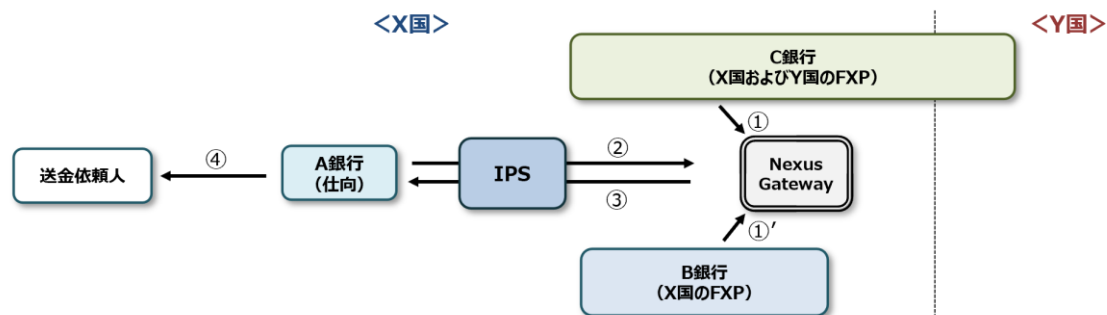 ＜X国＞
＜Y国＞
C銀行
（X国およびY国のFXP）
①
送金依頼人
④
A銀行
（仕向）
IPS
②
③
Nexus
Gateway
①’
B銀行
（X国のFXP）